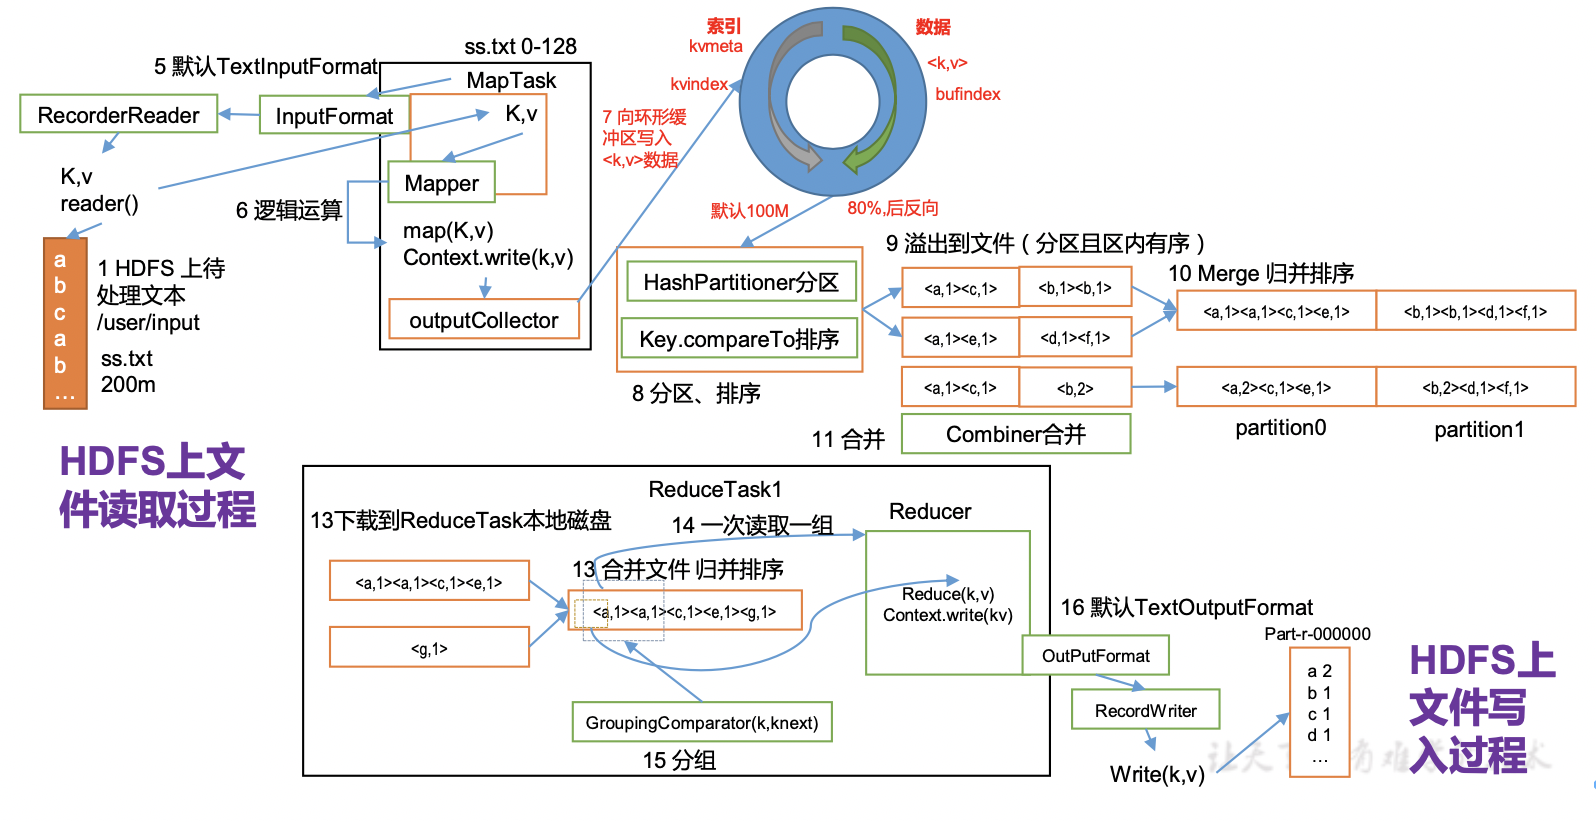 ss.txt 0-128
5 默认TextInputFormat
MapTask
RecorderReader
InputFormat
K,v
Mapper
K,v
reader()
6 逻辑运算
map(K,v)
Context.write(k,v)
outputCollector
a
b
c
a
b
...
1 HDFS 上待
处理文本
/user/input
ss.txt
200m
HDFS上文
件读取过程
索引
kvmeta
kvindex
数据
<k,v>
bufindex
7 向环形缓
冲区写入
<k,v>数据
默认100M
80%,后反向
HashPartitioner分区
Key.compareTo排序
8 分区、排序
9 溢出到文件（分区且区内有序）
<a,1><c,1>
<b,1><b,1>
<a,1><e,1>
<d,1><f,1>
<a,1><c,1>
<b,2>
10 Merge 归并排序
<a,1><a,1><c,1><e,1>
<b,1><b,1><d,1><f,1>
<a,2><c,1><e,1>
<b,2><d,1><f,1>
partition0
partition1
11 合并
Combiner合并
ReduceTask1
13下载到ReduceTask本地磁盘
14 一次读取一组
Reducer
13 合并文件 归并排序
<a,1><a,1><c,1><e,1>
<g,1>
<a,1><a,1><c,1><e,1><g,1>
Reduce(k,v)
Context.write(kv)
GroupingComparator(k,knext)
15 分组
16 默认TextOutputFormat
OutPutFormat
RecordWriter
Write(k,v)
Part-r-000000
a 2
b 1
c 1
d 1
...
HDFS上
文件写
入过程
让天
难
术